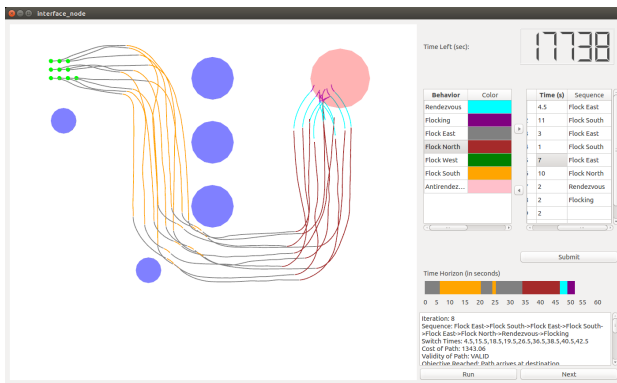 interface_node
Time Left (sec):
17738
Behavior Color
Rendezvous
Flocking
Flock East
Flock North
Flock West
Flock South
Antirendez...
Time (s) Sequence
4.5 Flock East
11 Flock South
3 Flock East
1 Flock South
7 Flock East
10 Flock North
2 Rendezvous
2 Flocking
2
Submit
Time Horizon (in seconds)
0 5 10 15 20 25 30 35 40 45 50 55 60
Iteration: 8
Sequence: Flock East->Flock South->Flock East->Flock South-
>Flock East->Flock North->Rendezvous->Flocking
Switch Times: 4.5,15.5,18.5,19.5,26.5,36.5,38.5,40.5,42.5
Cost of Path: 1343.06
Validity of Path: VALID
Objective Reached: Path arrives at destination
Run Next